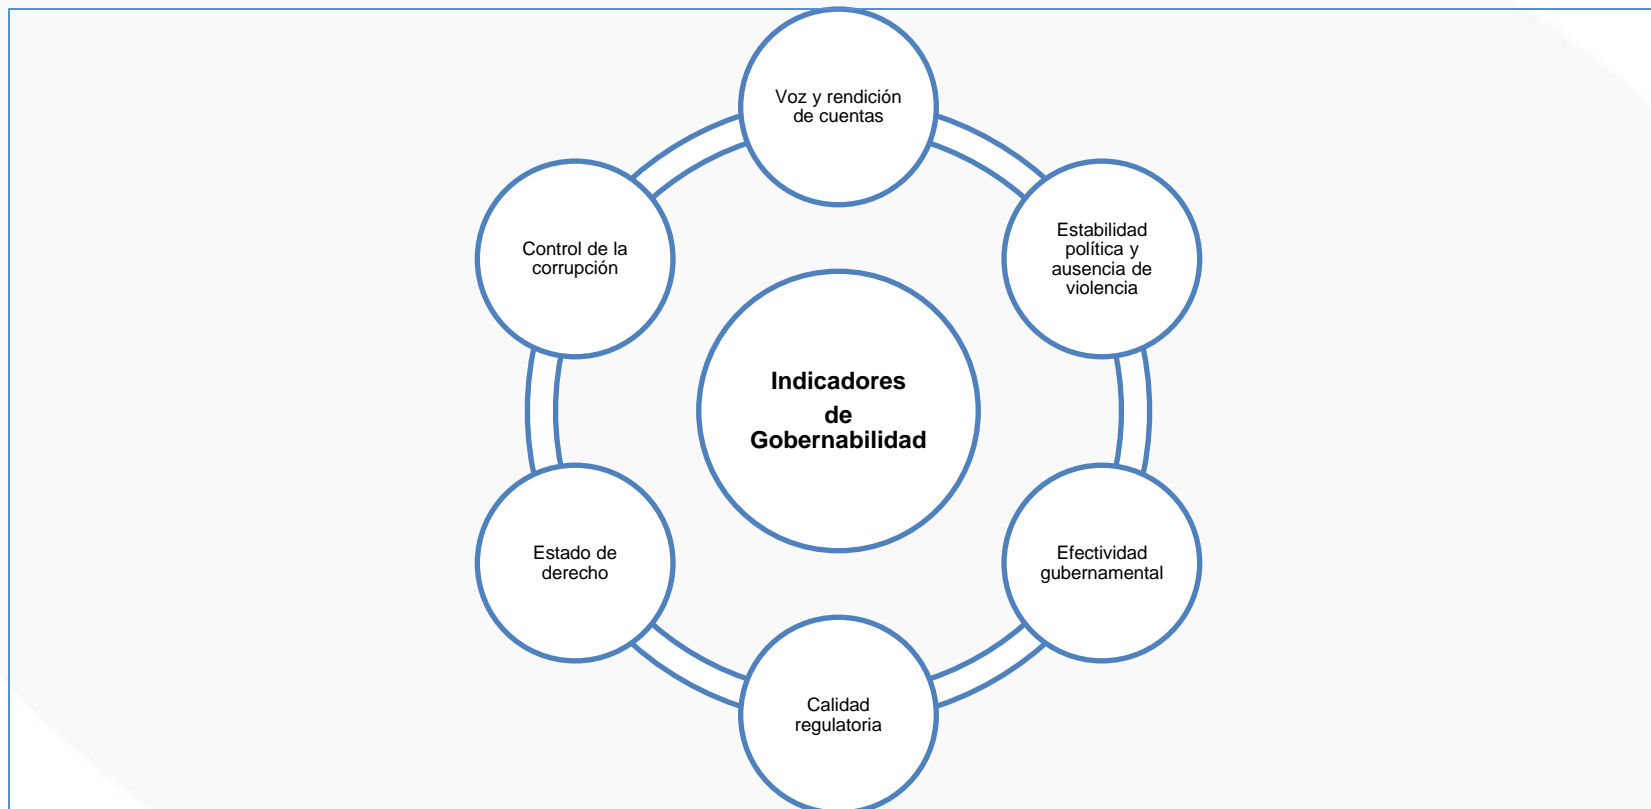 Voz y rendición
de cuentas
Estabilidad
política y
ausencia de
violencia
Efectividad
gubernamental
Calidad
regulatoria
Estado de
derecho
Control de la
corrupción
Indicadores
de
Gobernabilidad